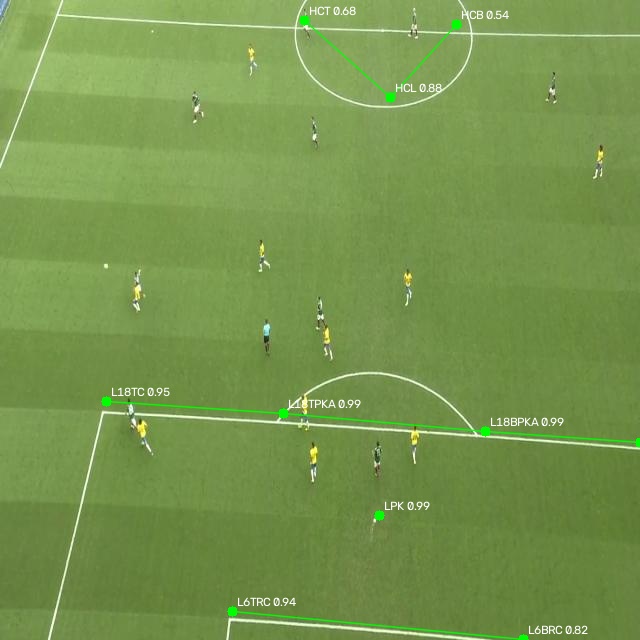 HCT 0.68
HCB 0.54
HCL 0.88
L18TC 0.95
L18TPKA 0.99
L18BPKA 0.99
LPK 0.99
L6TRC 0.94
L6BRC 0.82